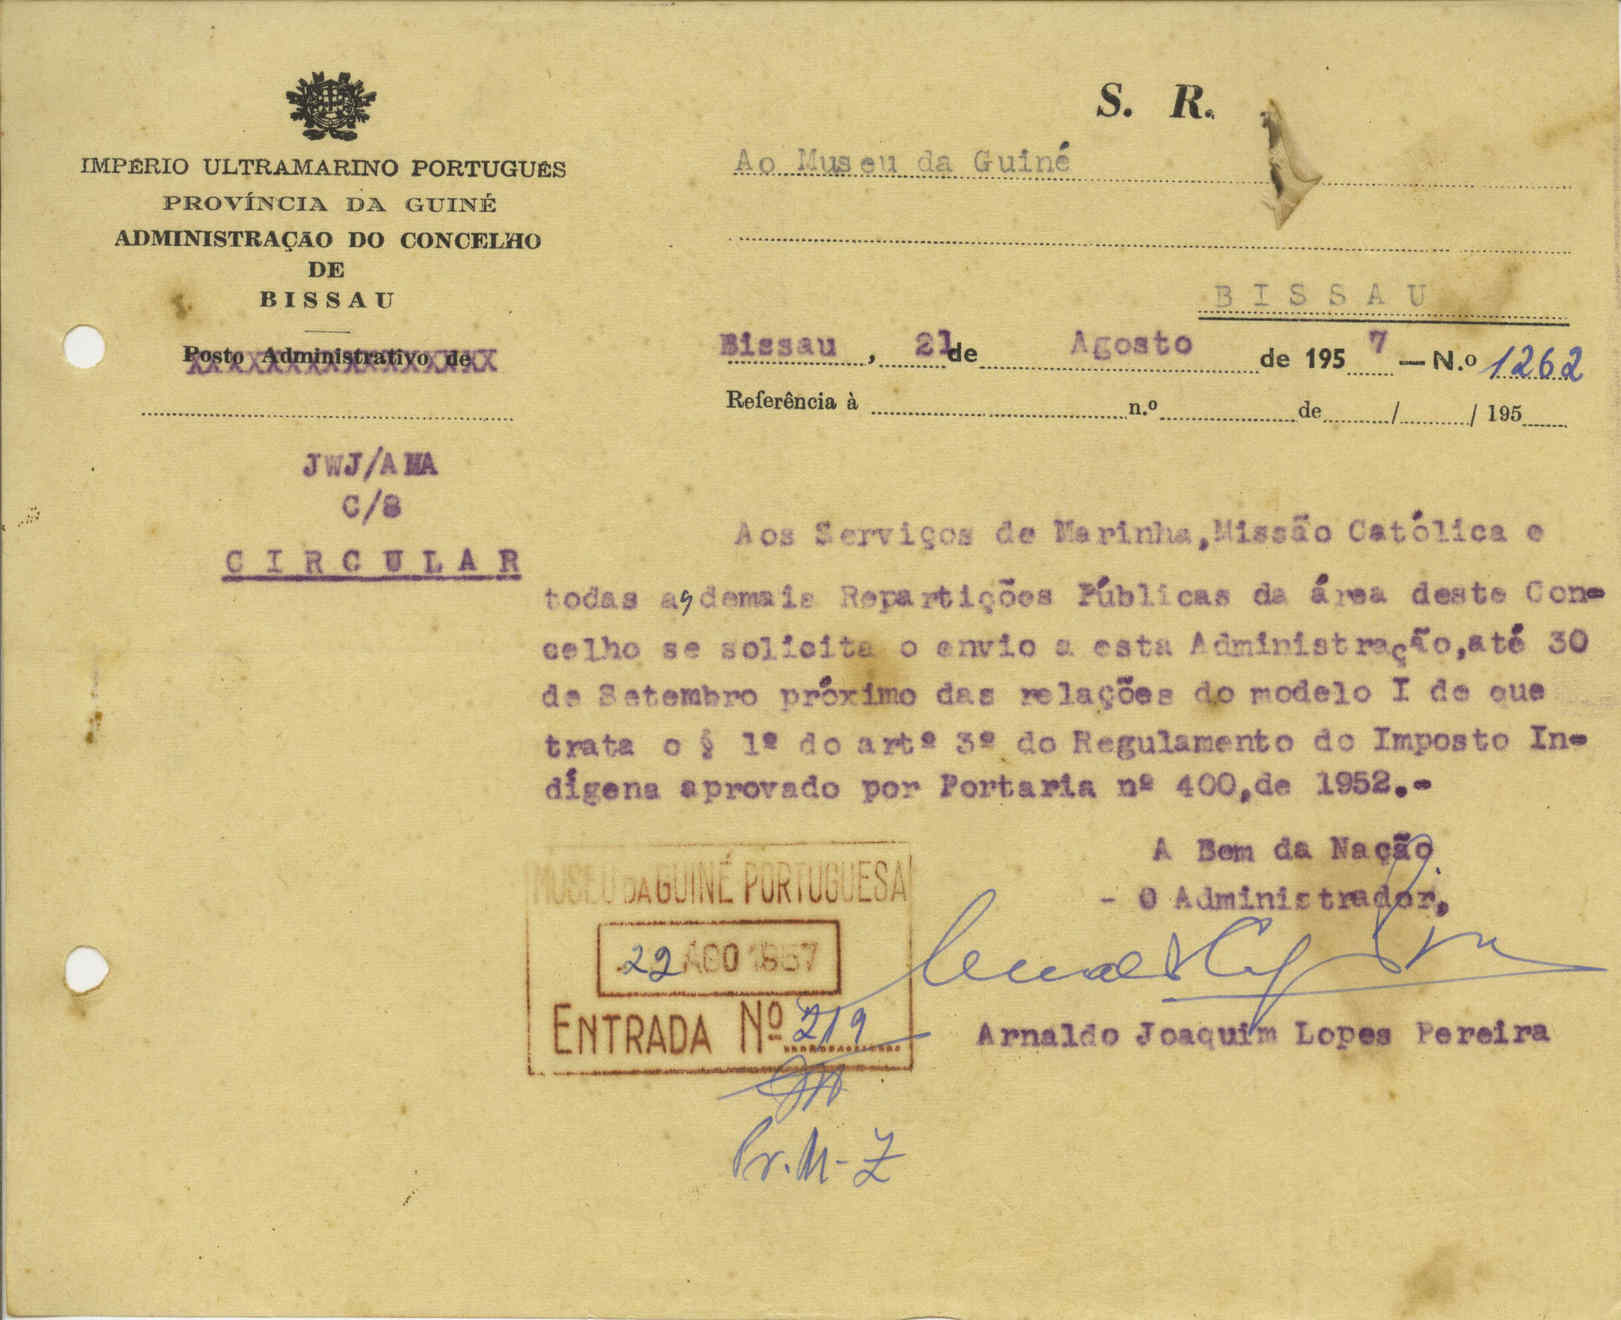 S. R.
IMPÉRIO ULTRAMARINO PORTUGUÊS
PROVÍNCIA DA GUINÉ
ADMINISTRAÇÃO DO CONCELHO
DE
BISSAU
Posto Administrativo de
Ao Museu da Guiné
BISSAU
Bissau, 21 de Agosto de 1957 — N.º 1262
Referência à n.º de / / 195
JWJ/AMA
C/8
CIRCULAR
Aos Serviços de Marinha,Missão Católica e
todas as demais Repartições Públicas da área deste Con-
celho se solicita o envio a esta Administração,até 30
de Setembro próximo das relações do modelo I de que
trata o § 1º do artº 3º do Regulamento do Imposto In-
dígena aprovado por Portaria nº 400,de 1952.-
A Bem da Nação
- O Administrador,
Arnaldo Joaquim Lopes Pereira
MUSEU DA GUINÉ PORTUGUESA
22 AGO 1957
ENTRADA Nº 219
Pr. M-Z